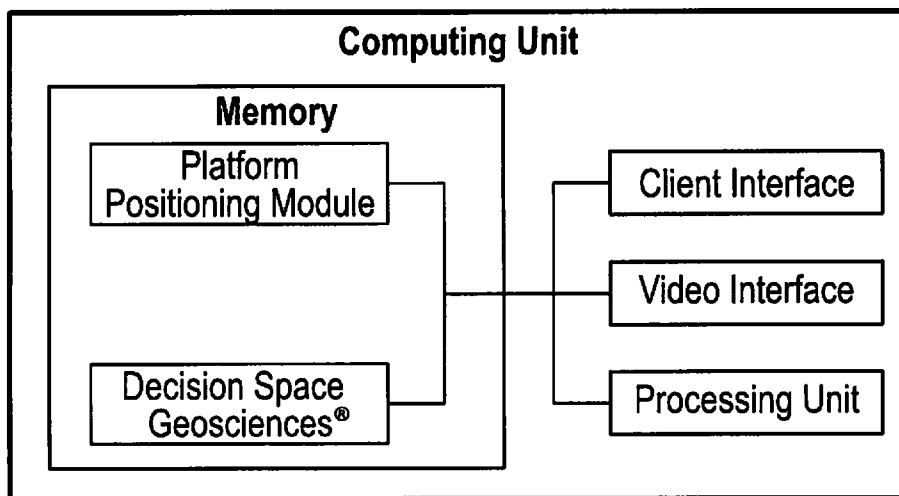 Computing Unit
Memory
Platform
Positioning Module
Decision Space
Geosciences®
Client Interface
Video Interface
Processing Unit